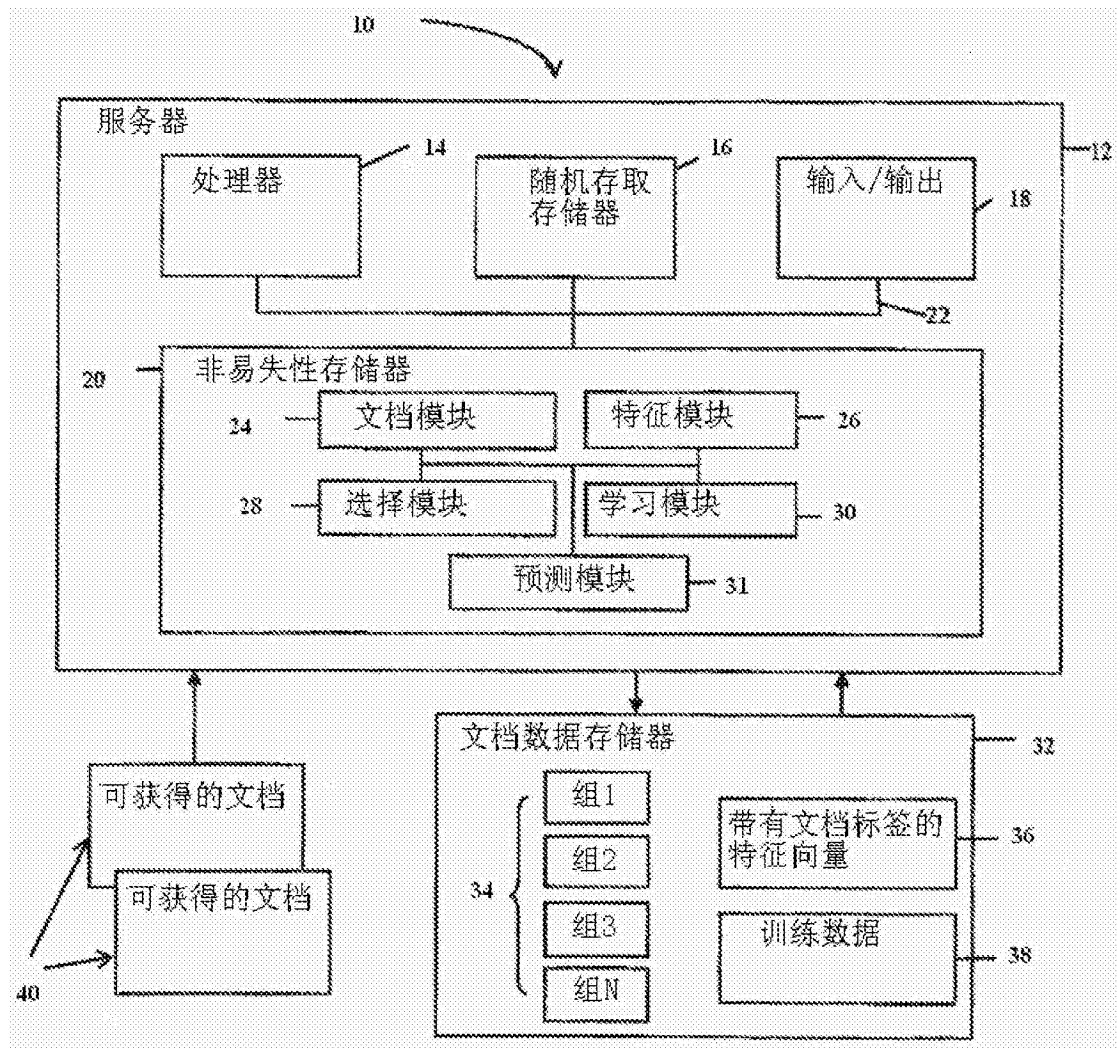 10
服务器
12
14
处理器
16
随机存取
存储器
输入/输出
18
22
20
非易失性存储器
24
文档模块
特征模块
26
28
选择模块
学习模块
30
预测模块
31
文档数据存储器
32
可获得的文档
可获得的文档
40
34
组1
组2
组3
组N
带有文档标签的
特征向量
36
训练数据
38